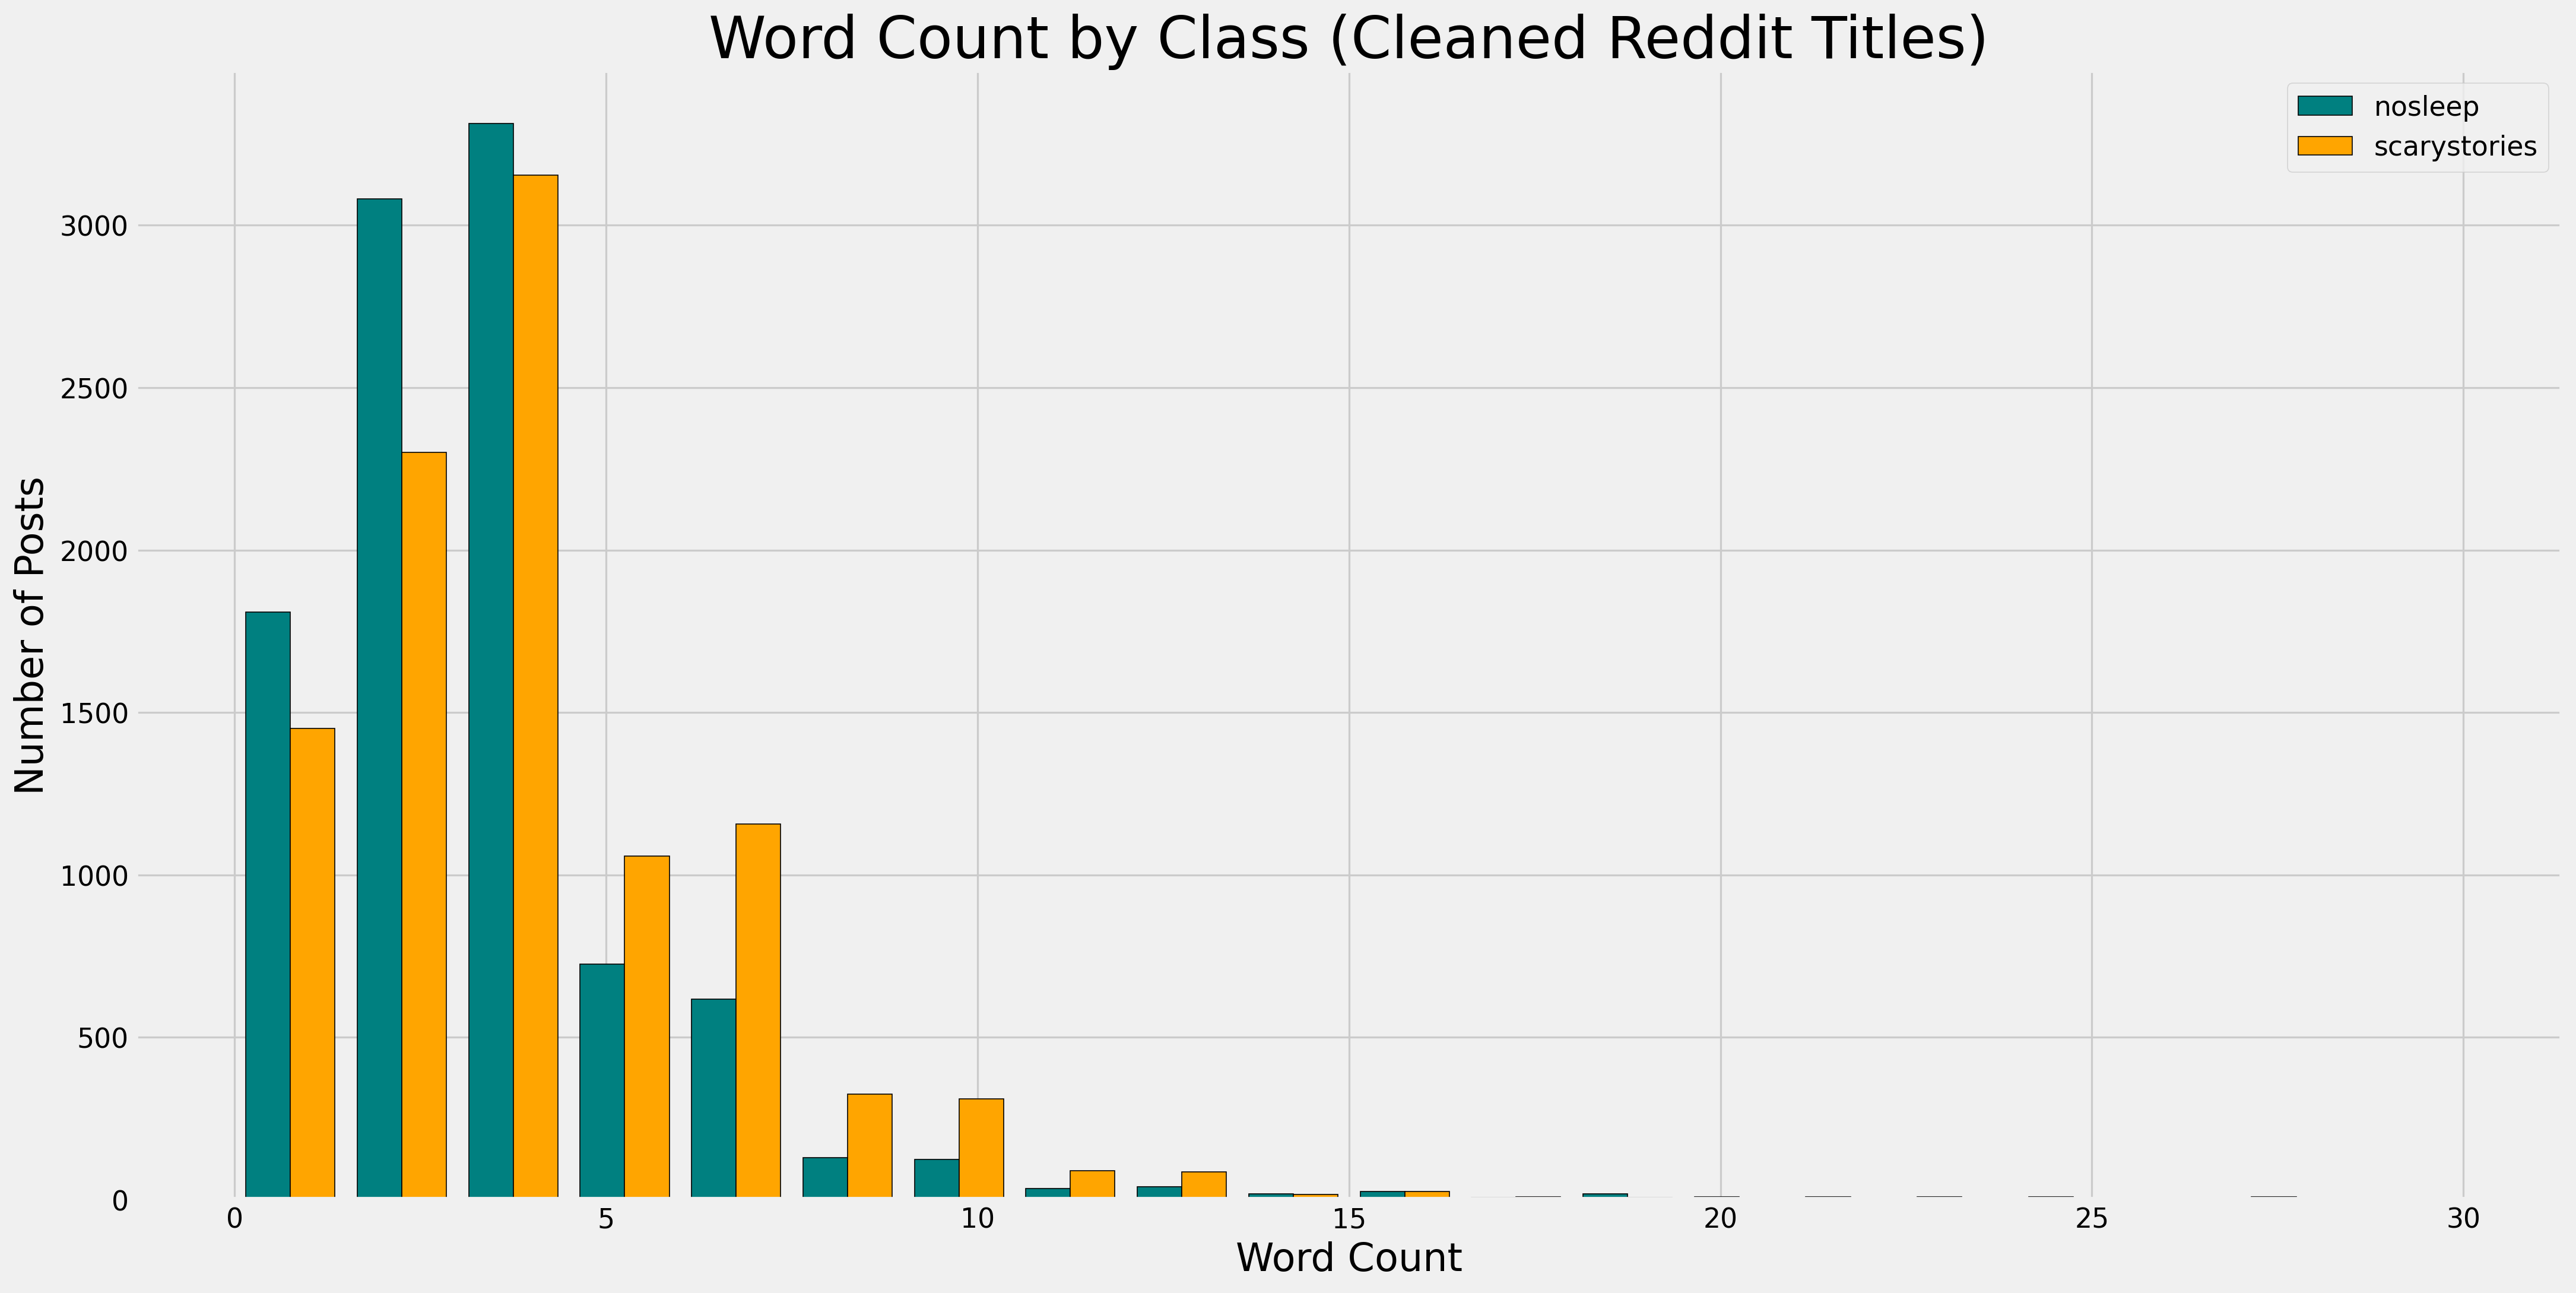 Word Count by Class (Cleaned Reddit Titles)
nosleep
scarystories
Number of Posts
3000
2500
2000
1500
1000
500
0
0 5 10 15 20 25 30
Word Count